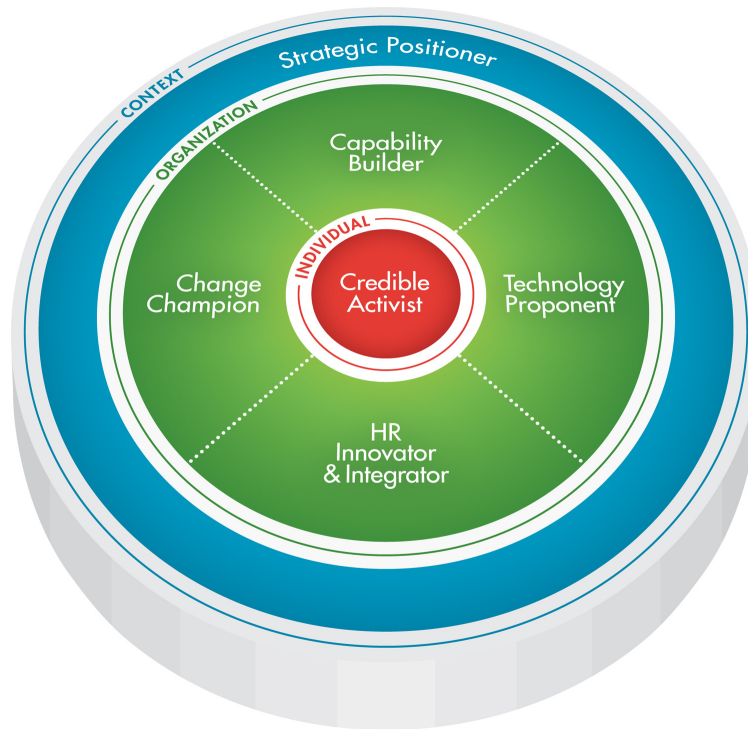 CONTEXT
Strategic Positioner
ORGANIZATION
Capability
Builder
INDIVIDUAL
Change
Champion
Credible
Activist
Technology
Proponent
HR
Innovator
& Integrator